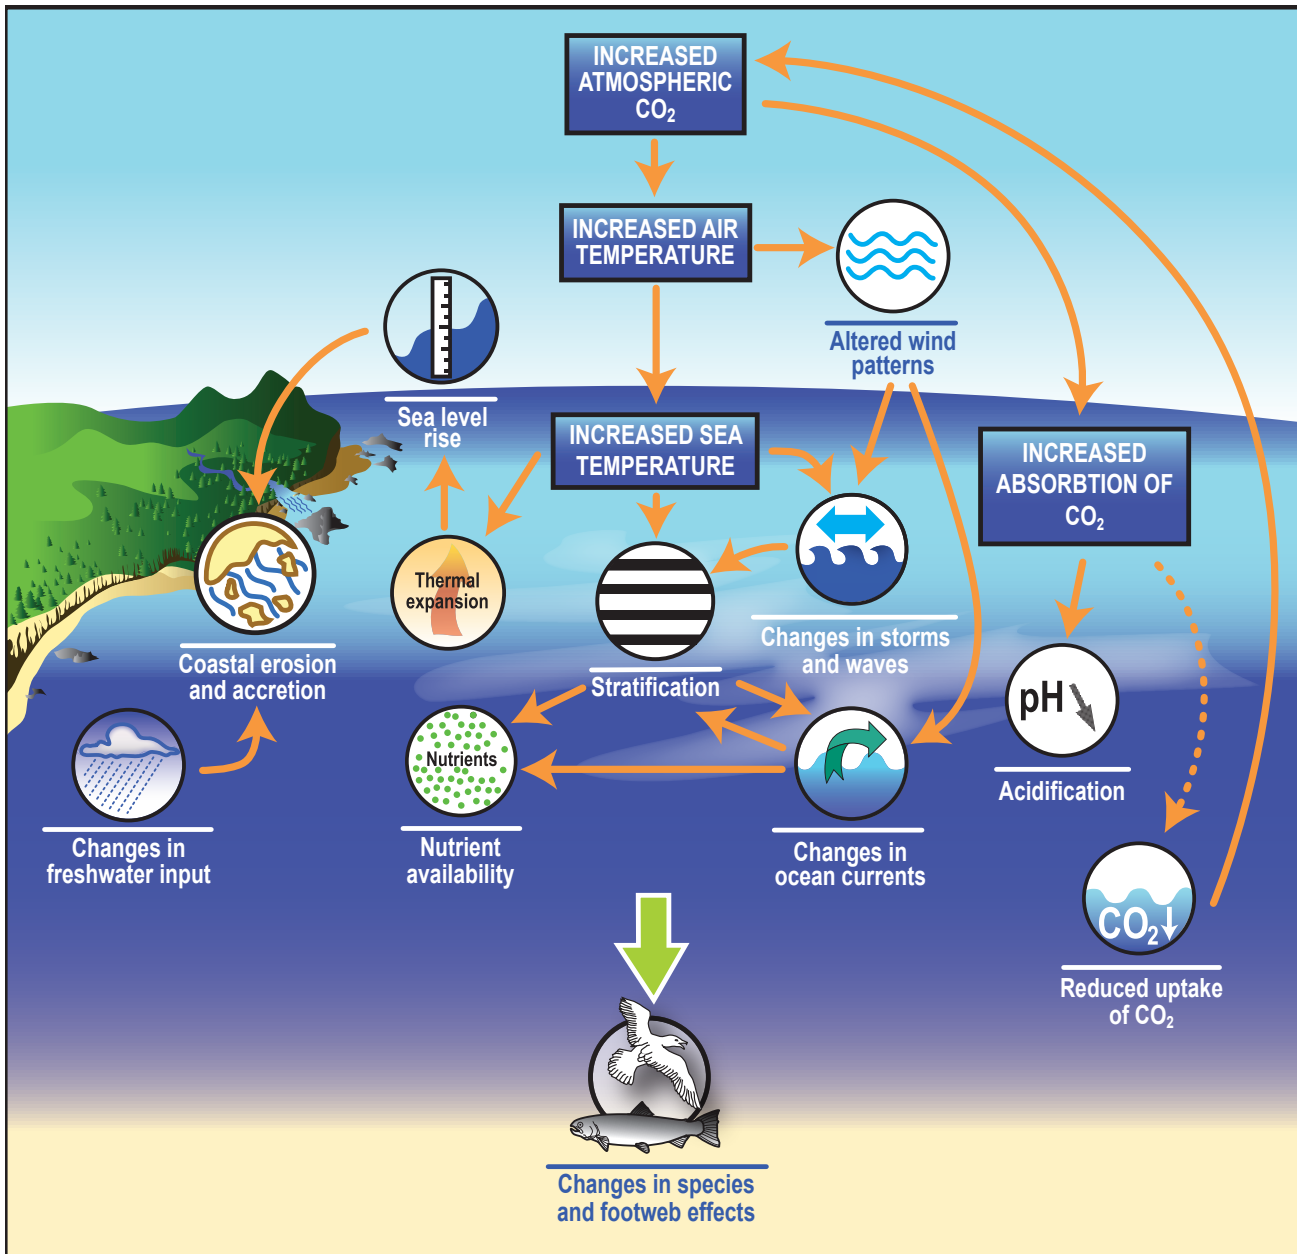 INCREASED
ATMOSPHERIC
CO₂
INCREASED AIR
TEMPERATURE
Altered wind
patterns
Sea level
rise
INCREASED SEA
TEMPERATURE
INCREASED
ABSORBTION OF
CO₂
Thermal
expansion
Coastal erosion
and accretion
Stratification
Changes in storms
and waves
pH
Acidification
Nutrients
Changes in
freshwater input
Nutrient
availability
Changes in
ocean currents
CO₂
Reduced uptake
of CO₂
Changes in species
and footweb effects